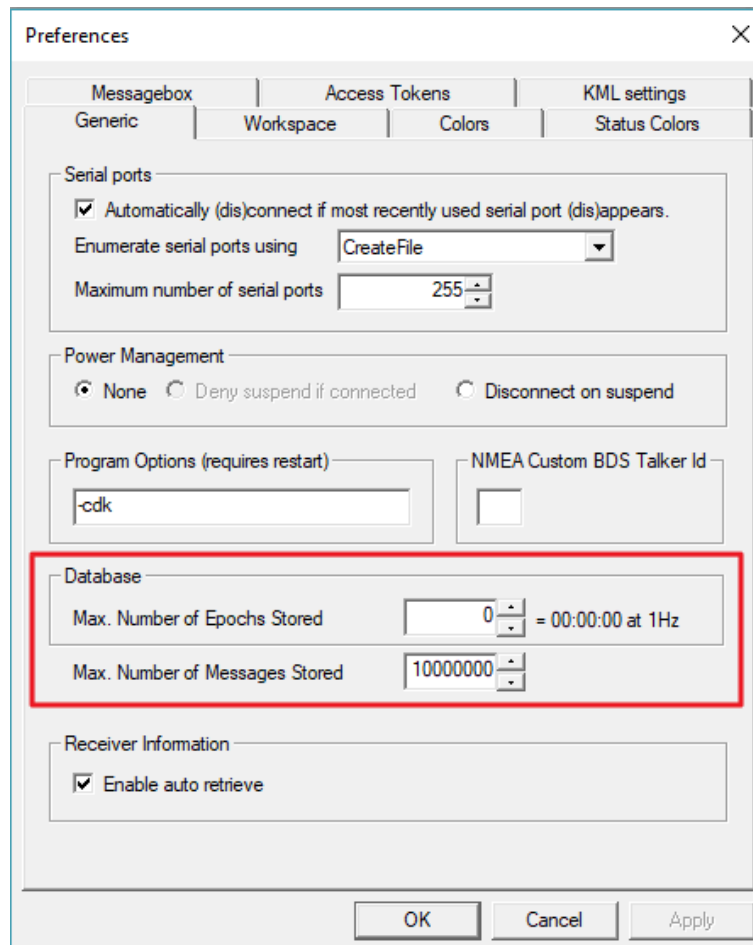 Preferences
Messagebox Access Tokens KML settings
Generic Workspace Colors Status Colors
Serial ports
Automatically (dis)connect if most recently used serial port (dis)appears.
Enumerate serial ports using CreateFile
Maximum number of serial ports 255
Power Management
None Deny suspend if connected Disconnect on suspend
Program Options (requires restart) NMEA Custom BDS Talker Id
-cdk
Database
Max. Number of Epochs Stored 0 = 00:00:00 at 1Hz
Max. Number of Messages Stored 10000000
Receiver Information
Enable auto retrieve
OK Cancel Apply